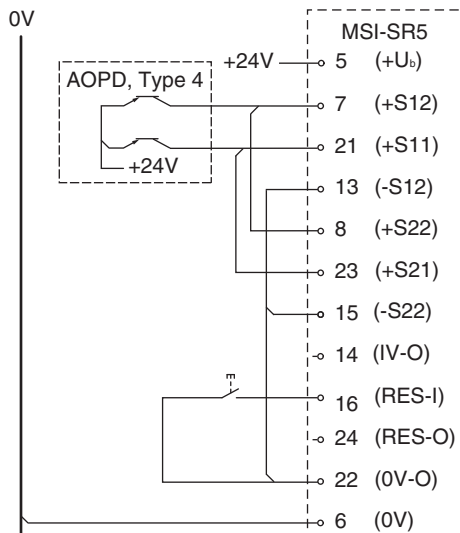 0V
MSI-SR5
+24V 5 (+Ub)
AOPD, Type 4
7 (+S12)
21 (+S11)
+24V
13 (-S12)
8 (+S22)
23 (+S21)
15 (-S22)
14 (IV-O)
16 (RES-I)
24 (RES-O)
22 (0V-O)
6 (0V)